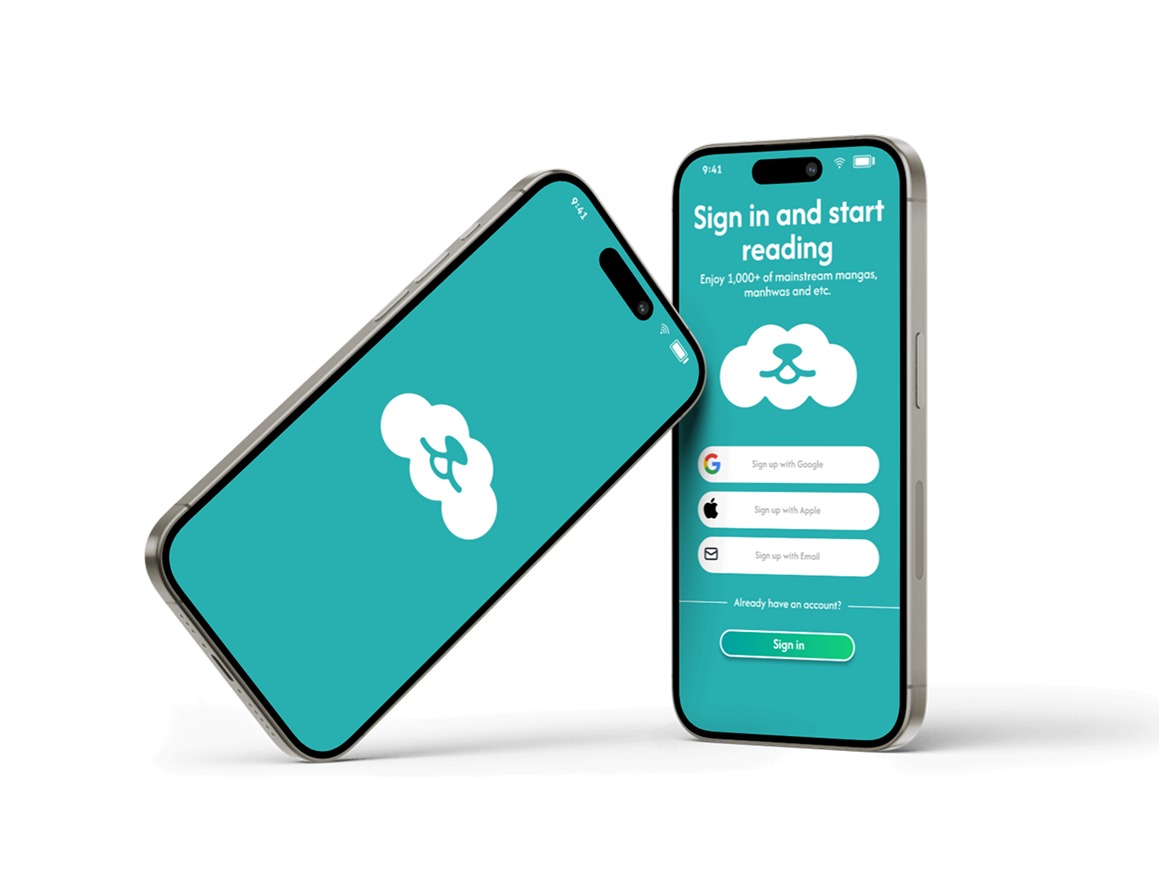 9:41
9:41
Sign in and start
reading
Enjoy 1,000+ of mainstream mangas,
manhwas and etc.
Sign up with Google
Sign up with Apple
Sign up with Email
Already have an account?
Sign in